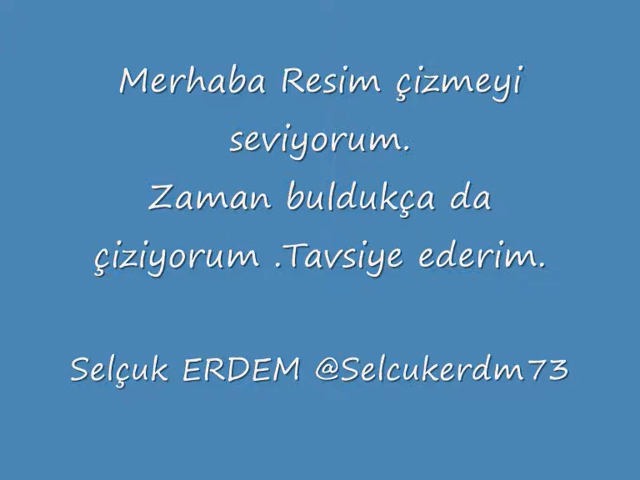 Merhaba Resim çizmeyi
seviyorum.
Zaman buldukça da
çiziyorum .Tavsiye ederim.
Selçuk ERDEM @Selcukerdm73